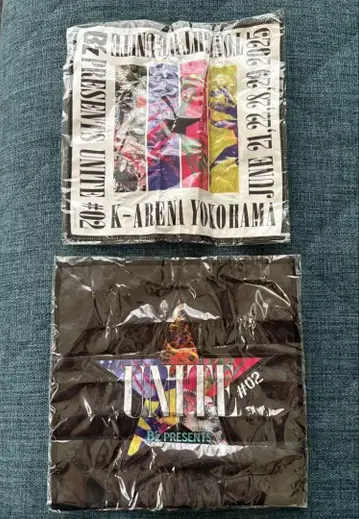 B'z PRESENTS UNITE #02
K-ARENA YOKOHAMA
JUNE 21, 22, 28, 29 2025
UNITE
#02
B'z PRESENTS